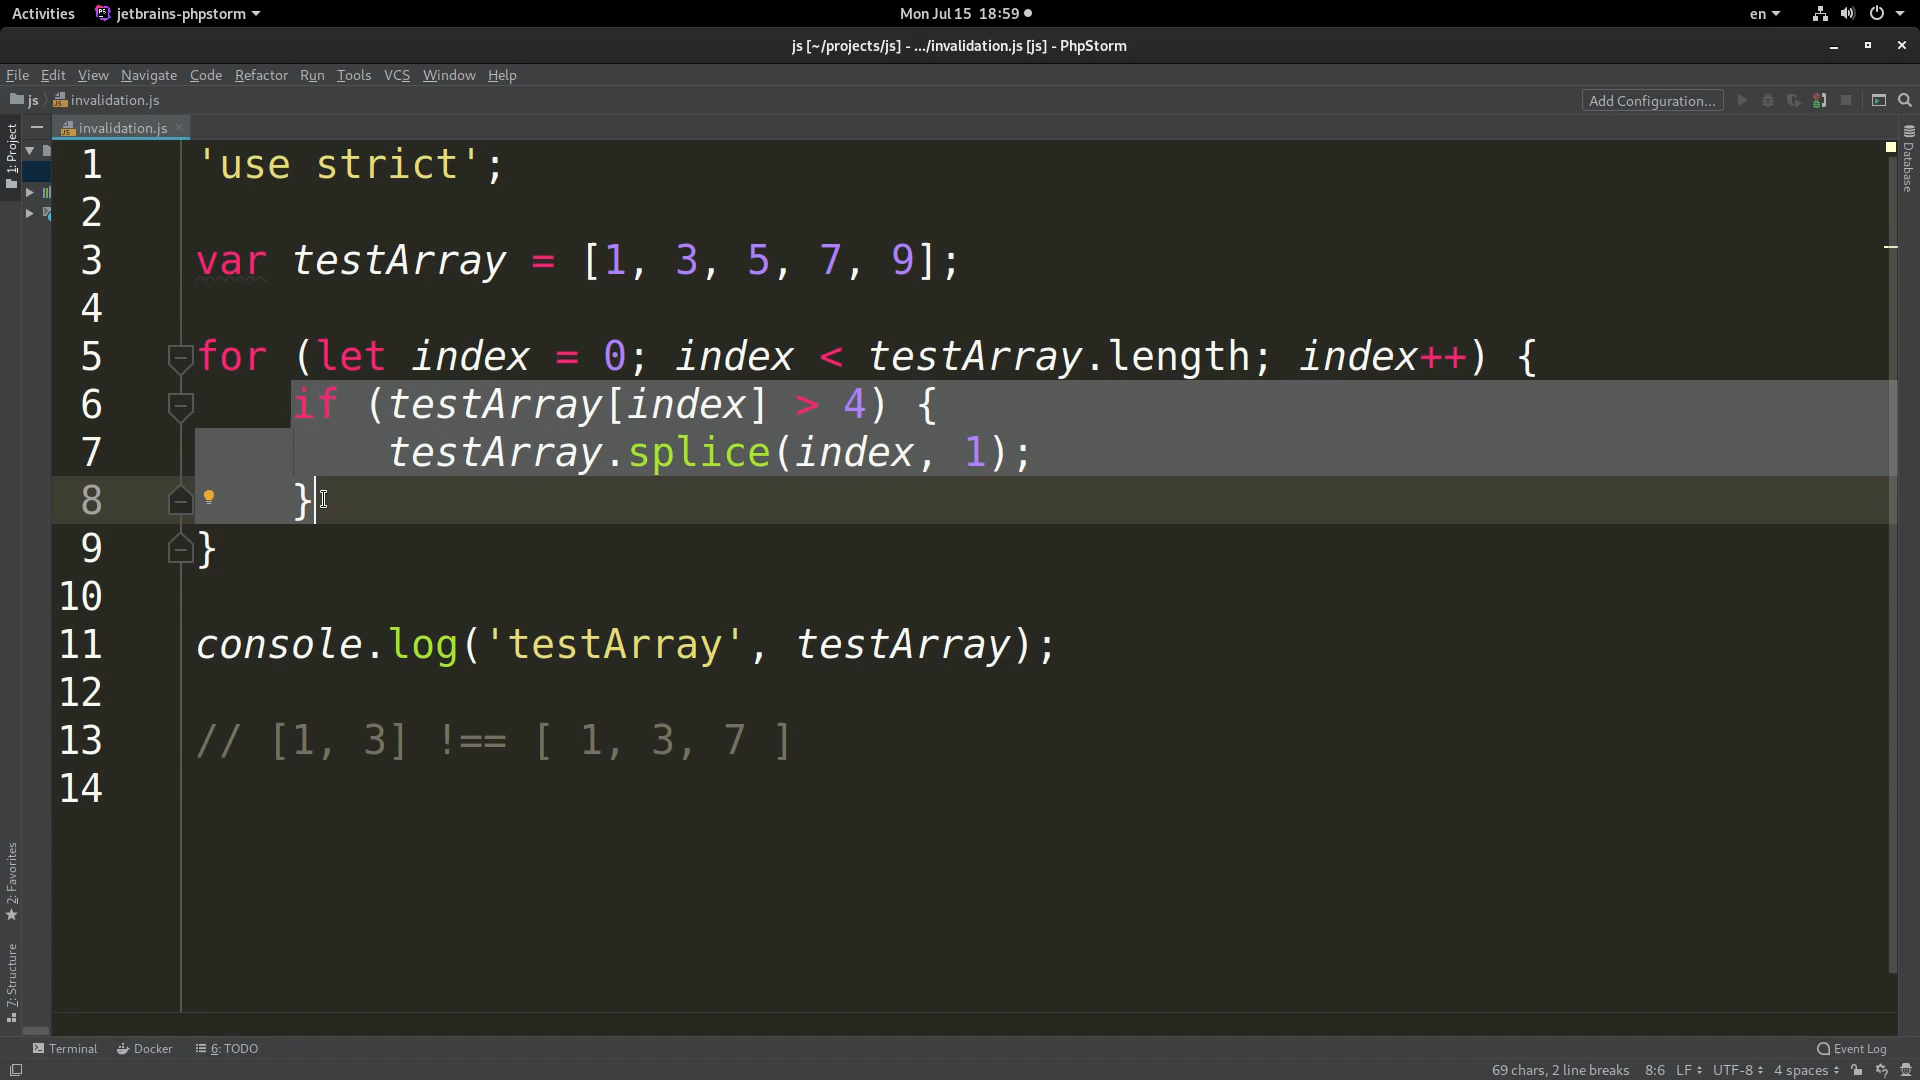 Activities jetbrains-phpstorm Mon Jul 15 18:59 en
js [~/projects/js] - .../invalidation.js [js] - PhpStorm
File Edit View Navigate Code Refactor Run Tools VCS Window Help
js invalidation.js Add Configuration...
invalidation.js
1: Project
Database
1 'use strict';
2
3 var testArray = [1, 3, 5, 7, 9];
4
5 for (let index = 0; index < testArray.length; index++) {
6 if (testArray[index] > 4) {
7 testArray.splice(index, 1);
8 }
9 }
10
11 console.log('testArray', testArray);
12
13 // [1, 3] !== [ 1, 3, 7 ]
14
2: Favorites
7: Structure
Terminal Docker 6: TODO Event Log
69 chars, 2 line breaks 8:6 LF UTF-8 4 spaces